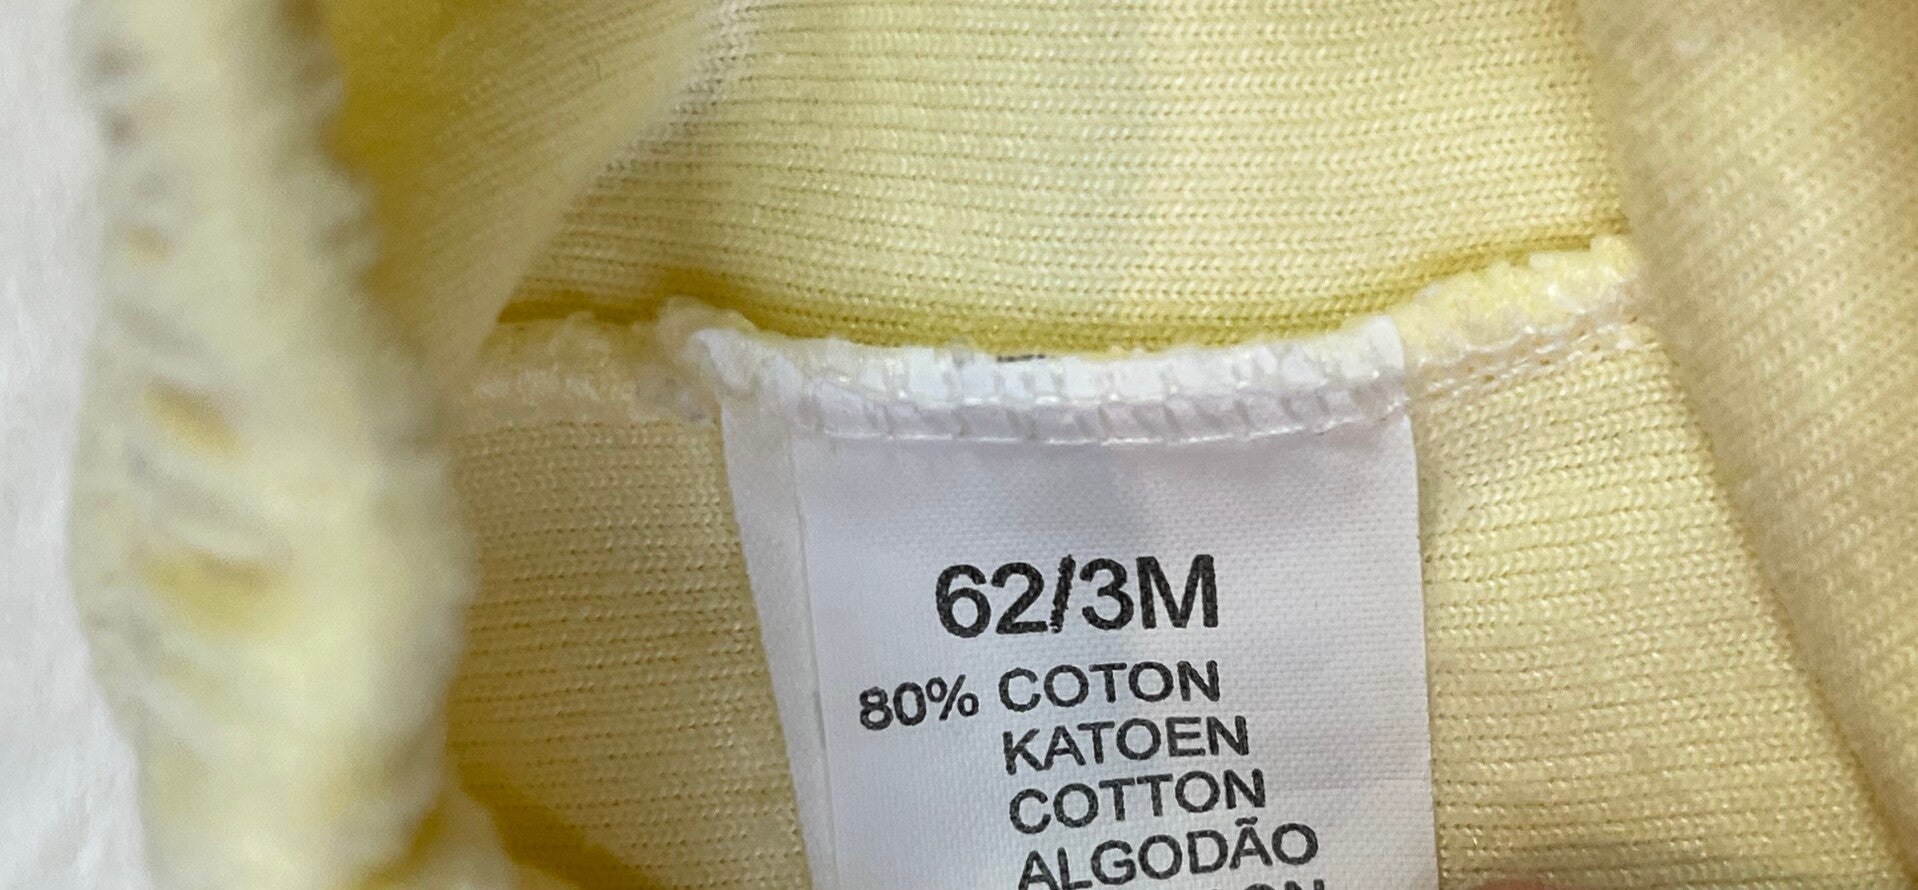 62/3M
80% COTON
KATOEN
COTTON
ALGODÃO